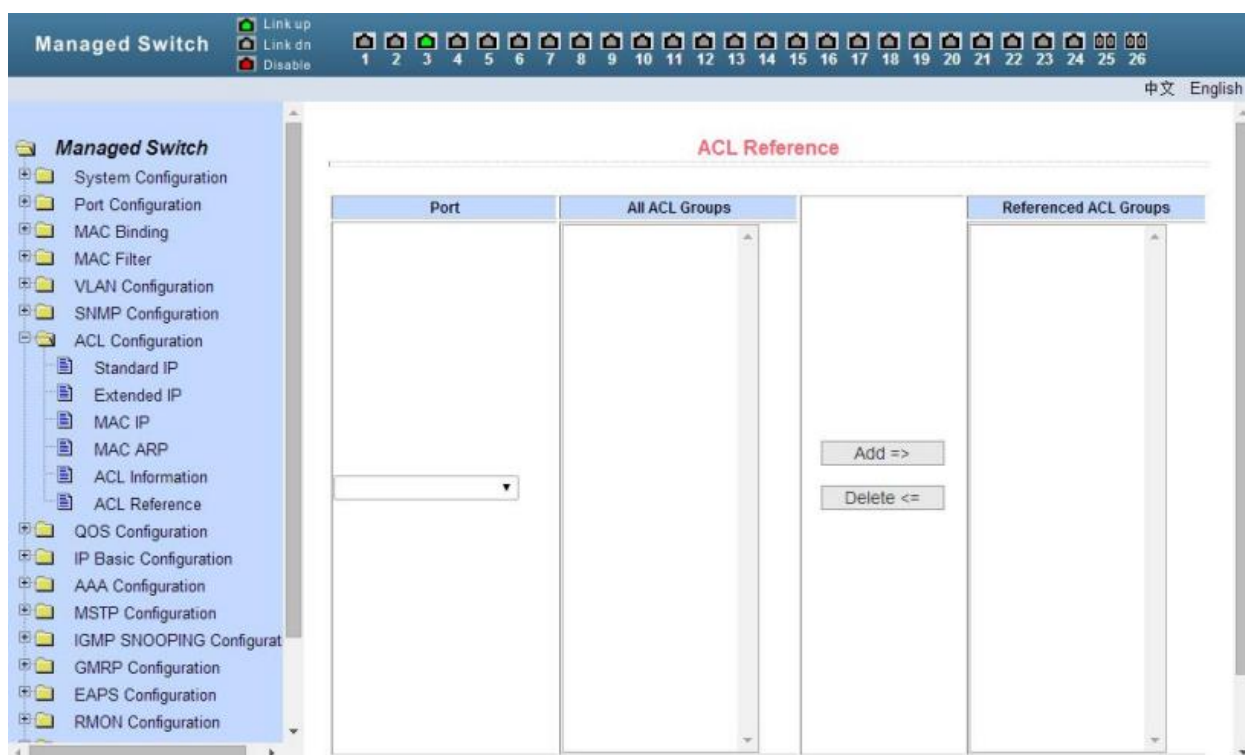 Managed Switch
Link up
Link dn
Disable
1 2 3 4 5 6 7 8 9 10 11 12 13 14 15 16 17 18 19 20 21 22 23 24 25 26
中文 English
Managed Switch
System Configuration
Port Configuration
MAC Binding
MAC Filter
VLAN Configuration
SNMP Configuration
ACL Configuration
Standard IP
Extended IP
MAC IP
MAC ARP
ACL Information
ACL Reference
QOS Configuration
IP Basic Configuration
AAA Configuration
MSTP Configuration
IGMP SNOOPING Configurat
GMRP Configuration
EAPS Configuration
RMON Configuration
ACL Reference
Port
All ACL Groups
Referenced ACL Groups
Add =>
Delete <=